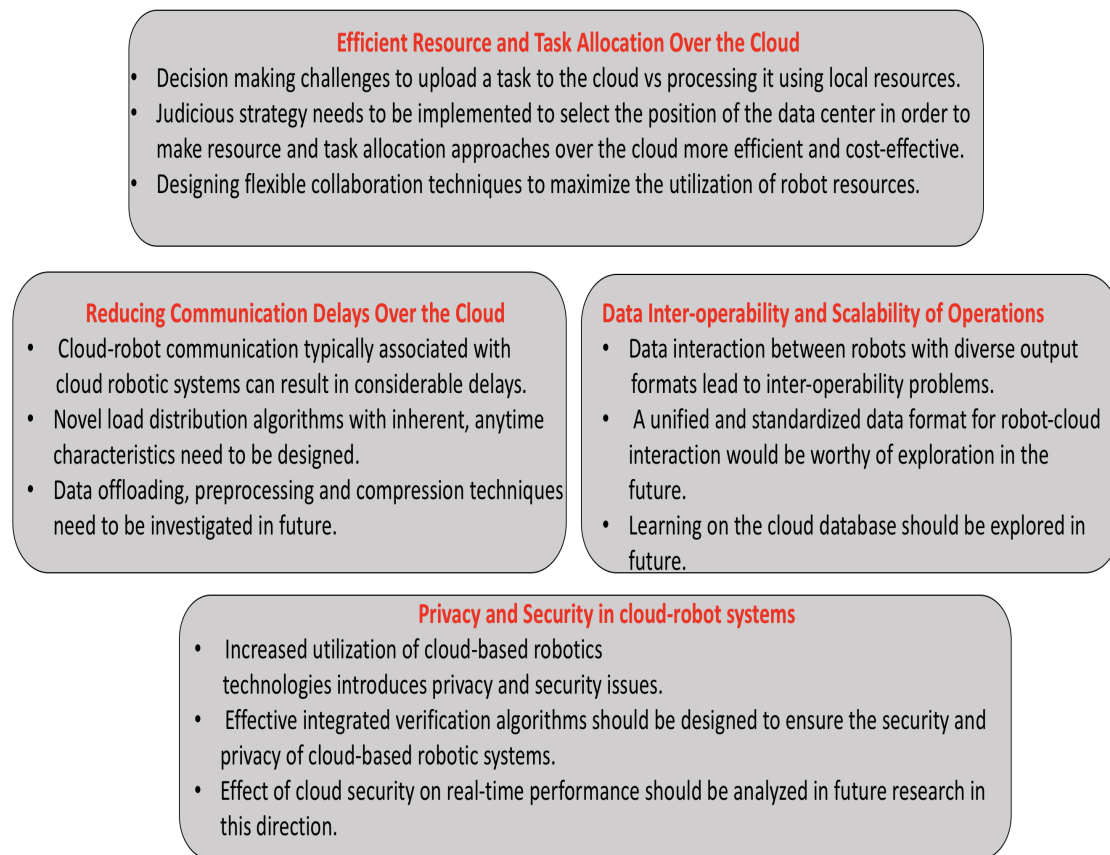 Efficient Resource and Task Allocation Over the Cloud
• Decision making challenges to upload a task to the cloud vs processing it using local resources.
• Judicious strategy needs to be implemented to select the position of the data center in order to
make resource and task allocation approaches over the cloud more efficient and cost-effective.
• Designing flexible collaboration techniques to maximize the utilization of robot resources.
Reducing Communication Delays Over the Cloud
• Cloud-robot communication typically associated with
cloud robotic systems can result in considerable delays.
• Novel load distribution algorithms with inherent, anytime
characteristics need to be designed.
• Data offloading, preprocessing and compression techniques
need to be investigated in future.
Data Inter-operability and Scalability of Operations
• Data interaction between robots with diverse output
formats lead to inter-operability problems.
• A unified and standardized data format for robot-cloud
interaction would be worthy of exploration in the
future.
• Learning on the cloud database should be explored in
future.
Privacy and Security in cloud-robot systems
• Increased utilization of cloud-based robotics
technologies introduces privacy and security issues.
• Effective integrated verification algorithms should be designed to ensure the security and
privacy of cloud-based robotic systems.
• Effect of cloud security on real-time performance should be analyzed in future research in
this direction.